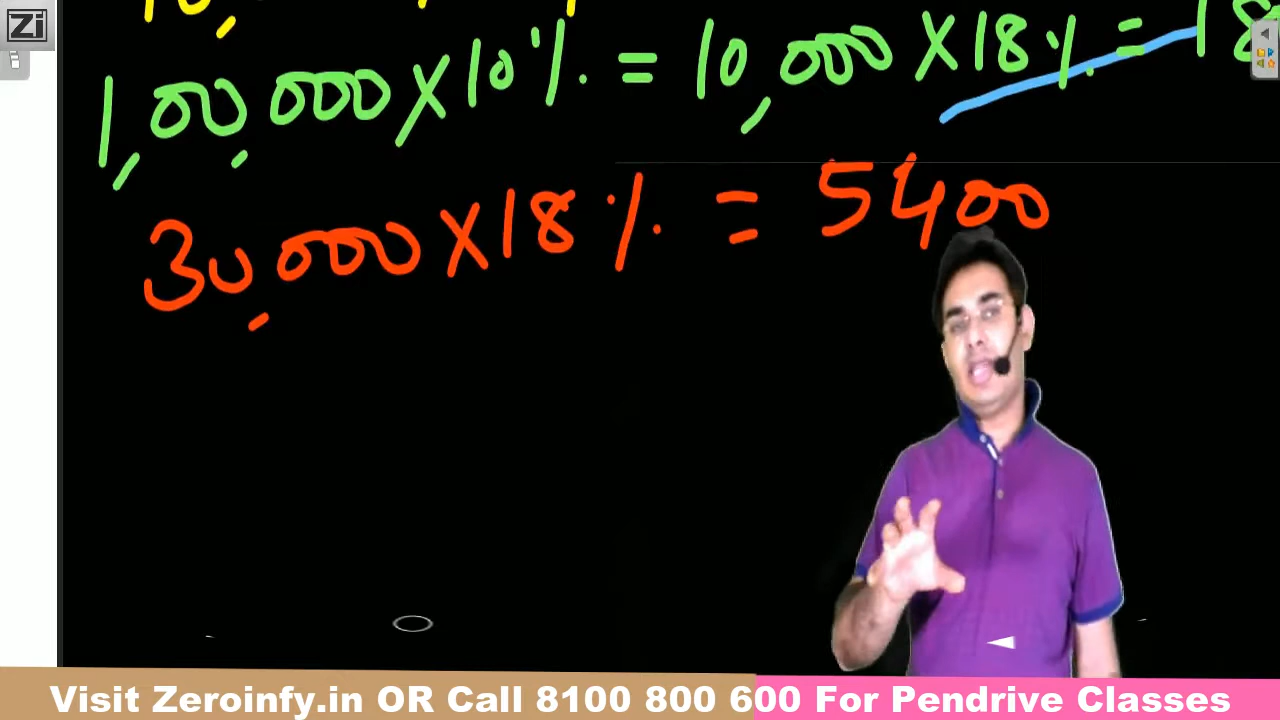 Zi
1,00,000 X 10% = 10,000 X 18% = 18
30,000 X 18% = 5400
Visit Zeroinfy.in OR Call 8100 800 600 For Pendrive Classes